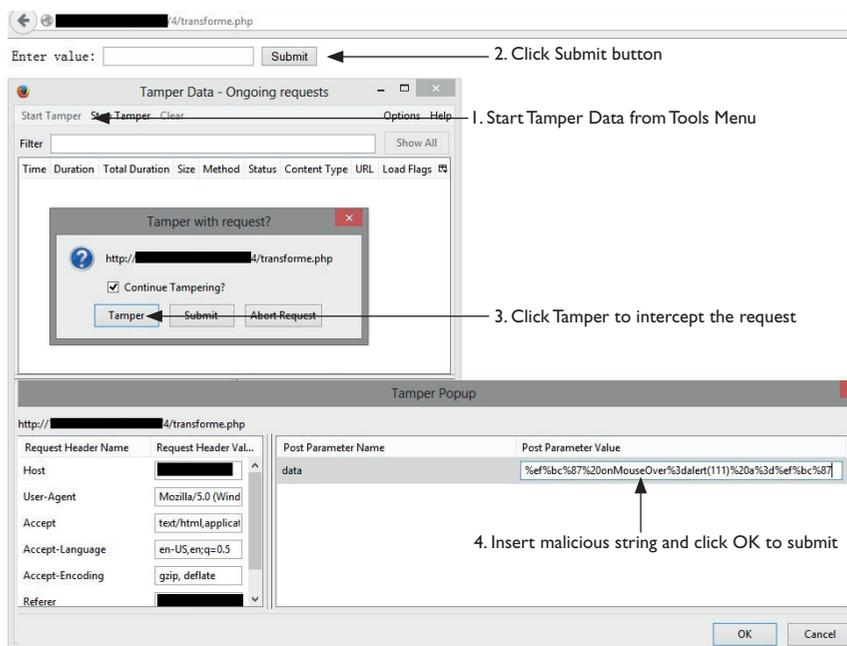 /4/transforme.php
Enter value:
Submit
2. Click Submit button
Tamper Data - Ongoing requests
Start Tamper Stop Tamper Clear Options Help
1. Start Tamper Data from Tools Menu
Filter
Show All
Time Duration Total Duration Size Method Status Content Type URL Load Flags
Tamper with request?
http:// 4/transforme.php
Continue Tampering?
Tamper Submit Abort Request
3. Click Tamper to intercept the request
Tamper Popup
http:// 4/transforme.php
Request Header Name Request Header Val... Post Parameter Name Post Parameter Value
Host
data %ef%bc%87%20onMouseOver%3dalert(111)%20a%3d%ef%bc%87
User-Agent Mozilla/5.0 (Wind
Accept text/html,applicat
4. Insert malicious string and click OK to submit
Accept-Language en-US,en;q=0.5
Accept-Encoding gzip, deflate
Referer
OK Cancel